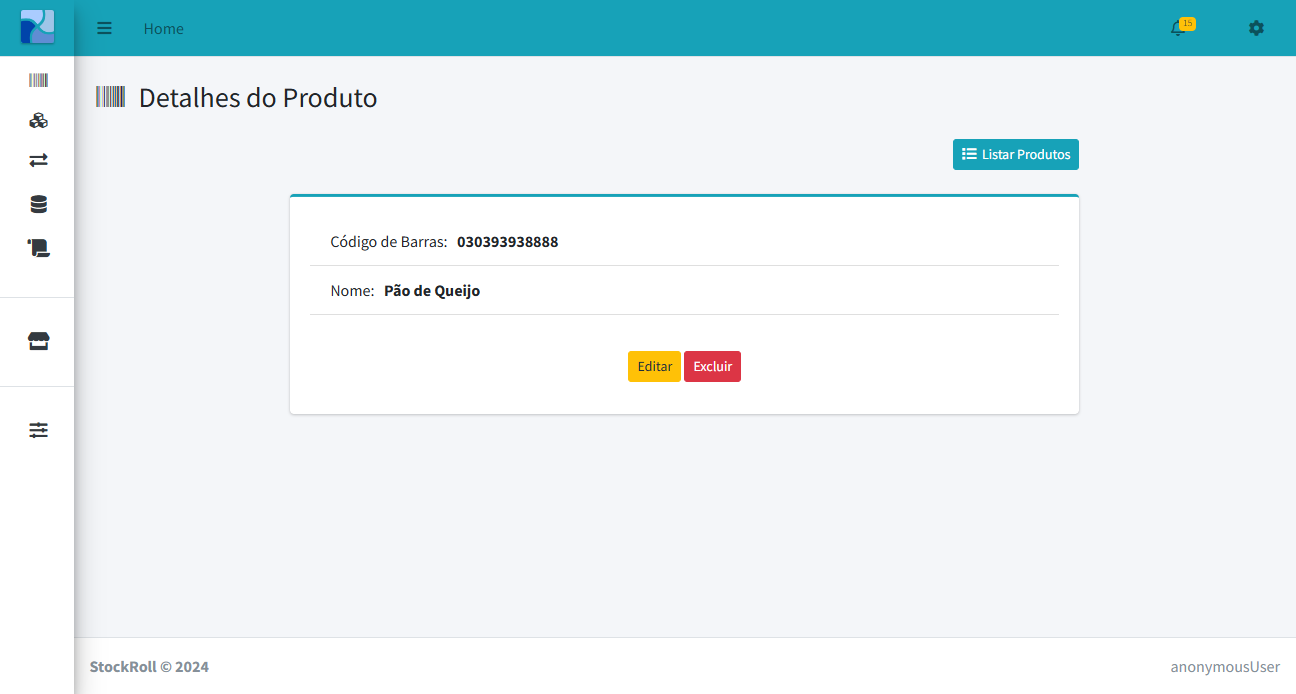 Home
15
Detalhes do Produto
Listar Produtos
Código de Barras: 030393938888
Nome: Pão de Queijo
Editar Excluir
StockRoll © 2024
anonymousUser